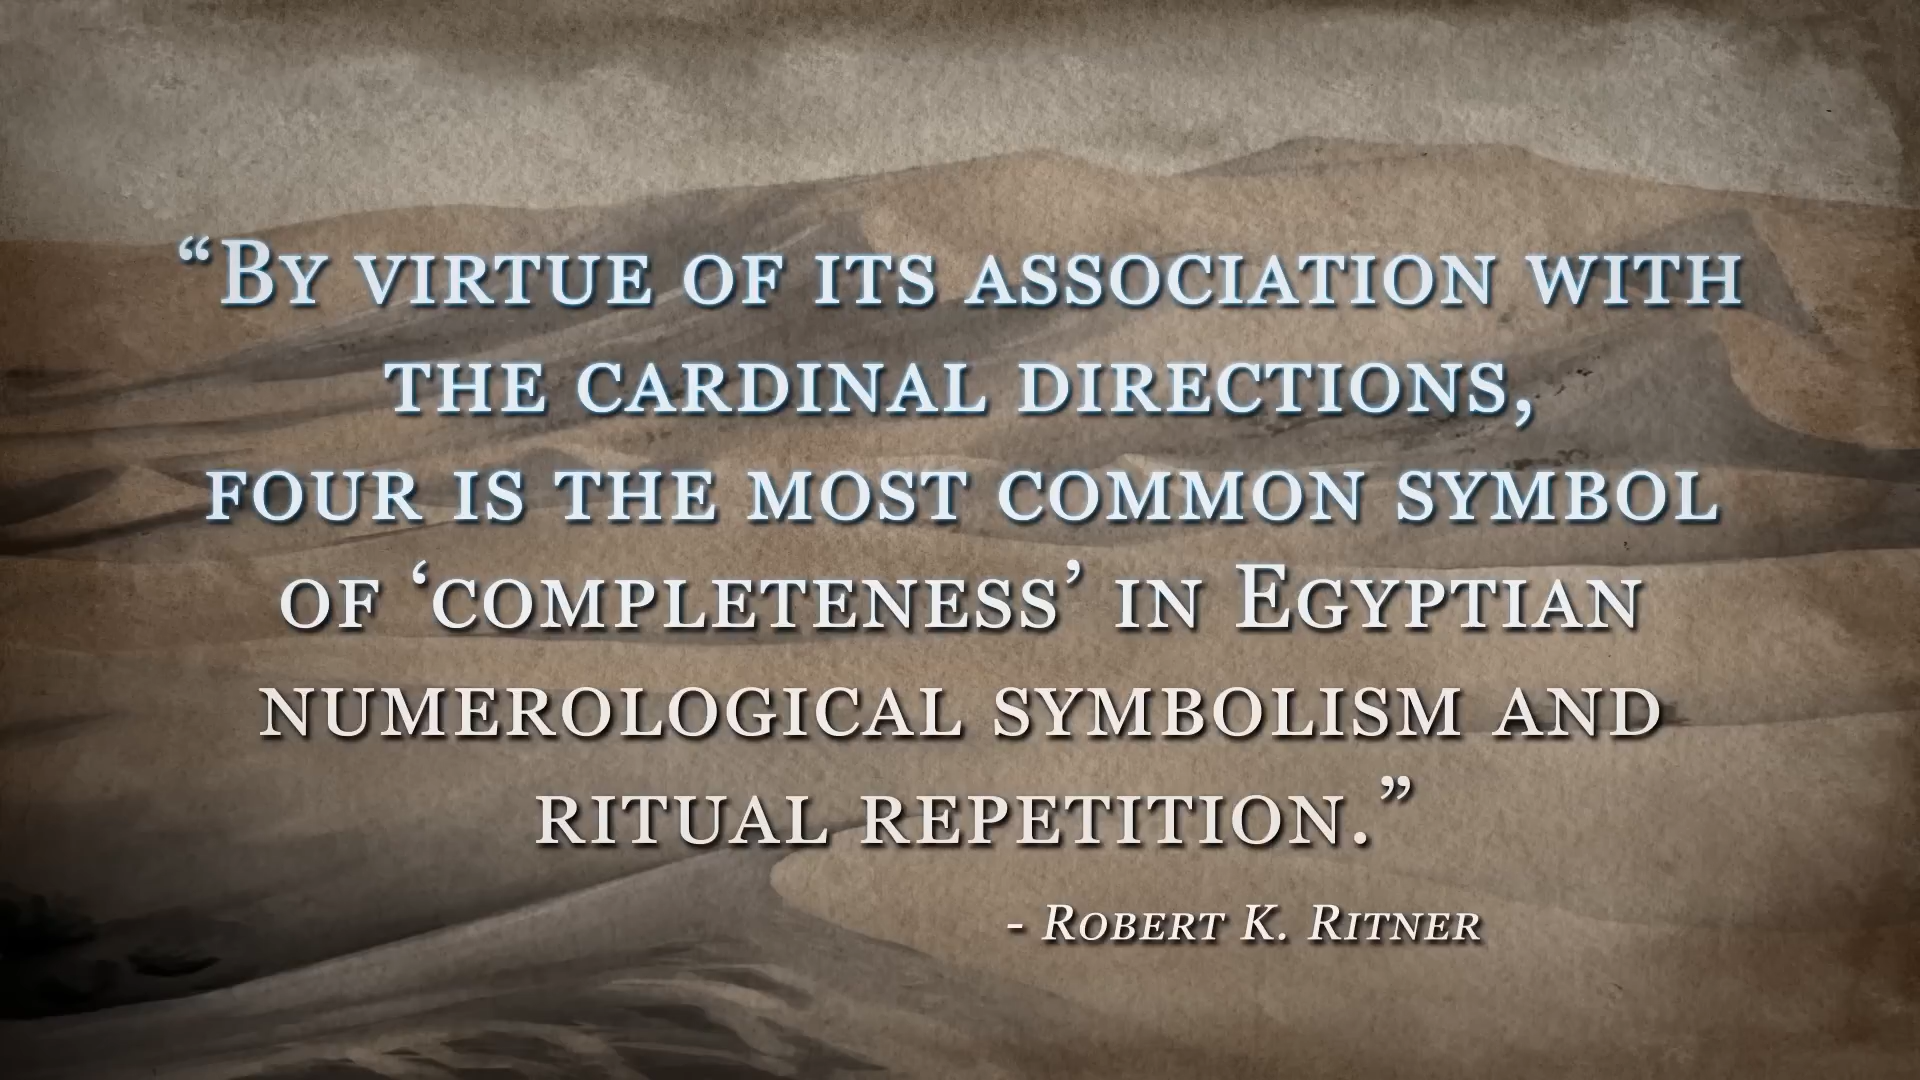 “By virtue of its association with
the cardinal directions,
four is the most common symbol
of ‘completeness’ in Egyptian
numerological symbolism and
ritual repetition.”
- Robert K. Ritner